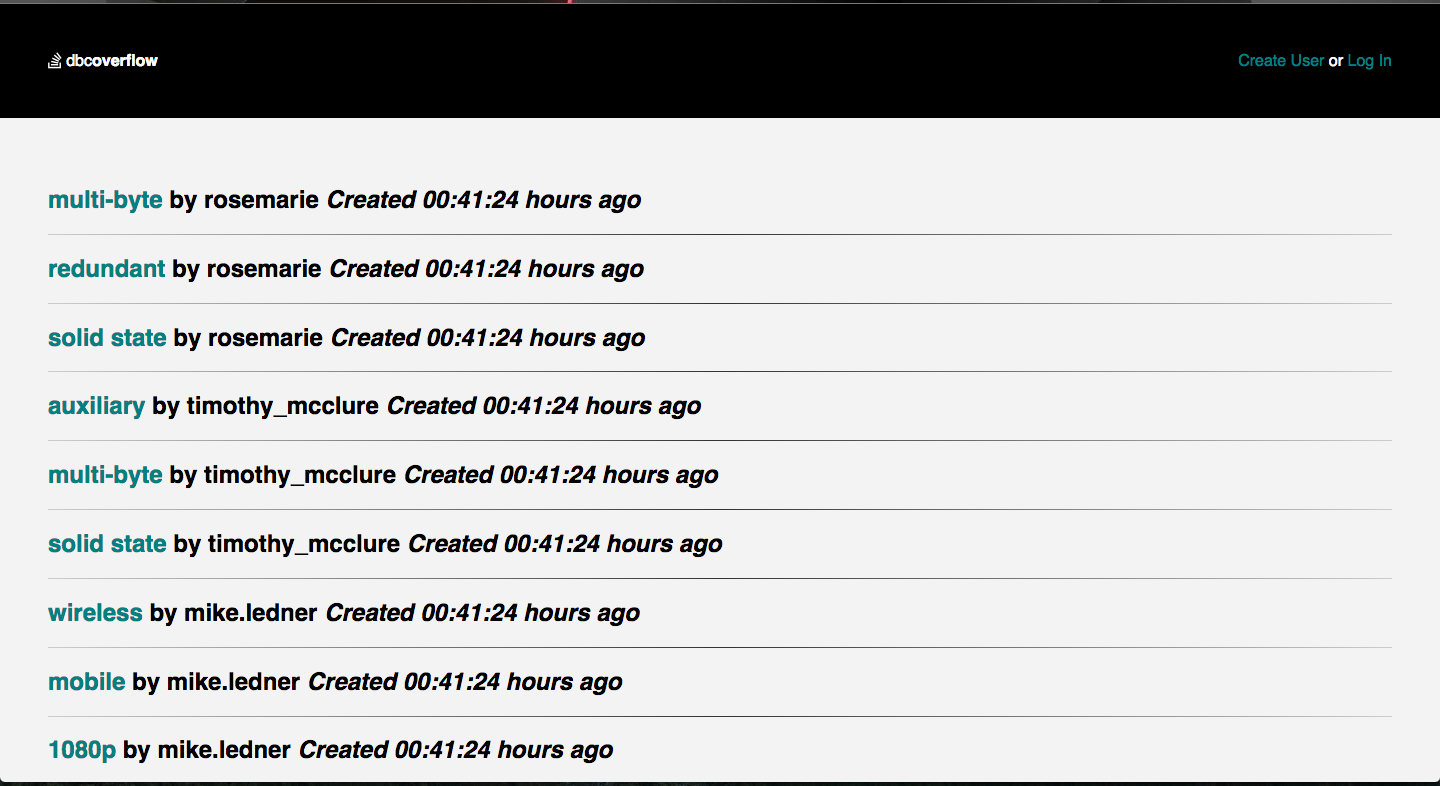 dbcoverflow
Create User or Log In
multi-byte by rosemarie Created 00:41:24 hours ago
redundant by rosemarie Created 00:41:24 hours ago
solid state by rosemarie Created 00:41:24 hours ago
auxiliary by timothy_mcclure Created 00:41:24 hours ago
multi-byte by timothy_mcclure Created 00:41:24 hours ago
solid state by timothy_mcclure Created 00:41:24 hours ago
wireless by mike.ledner Created 00:41:24 hours ago
mobile by mike.ledner Created 00:41:24 hours ago
1080p by mike.ledner Created 00:41:24 hours ago